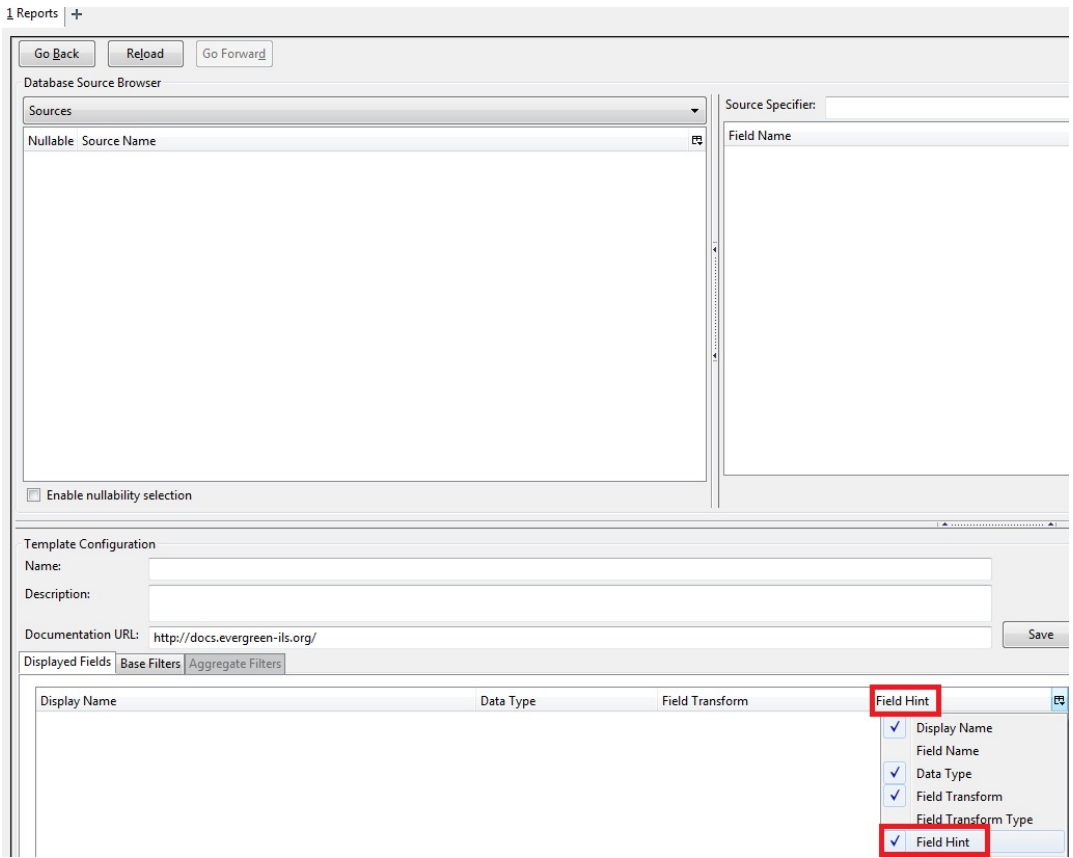 1 Reports +
Go Back Reload Go Forward
Database Source Browser
Sources
Source Specifier:
Nullable Source Name
Field Name
Enable nullability selection
Template Configuration
Name:
Description:
Documentation URL: http://docs.evergreen-ils.org/ Save
Displayed Fields Base Filters Aggregate Filters
Display Name Data Type Field Transform Field Hint
Display Name
Field Name
Data Type
Field Transform
Field Transform Type
Field Hint